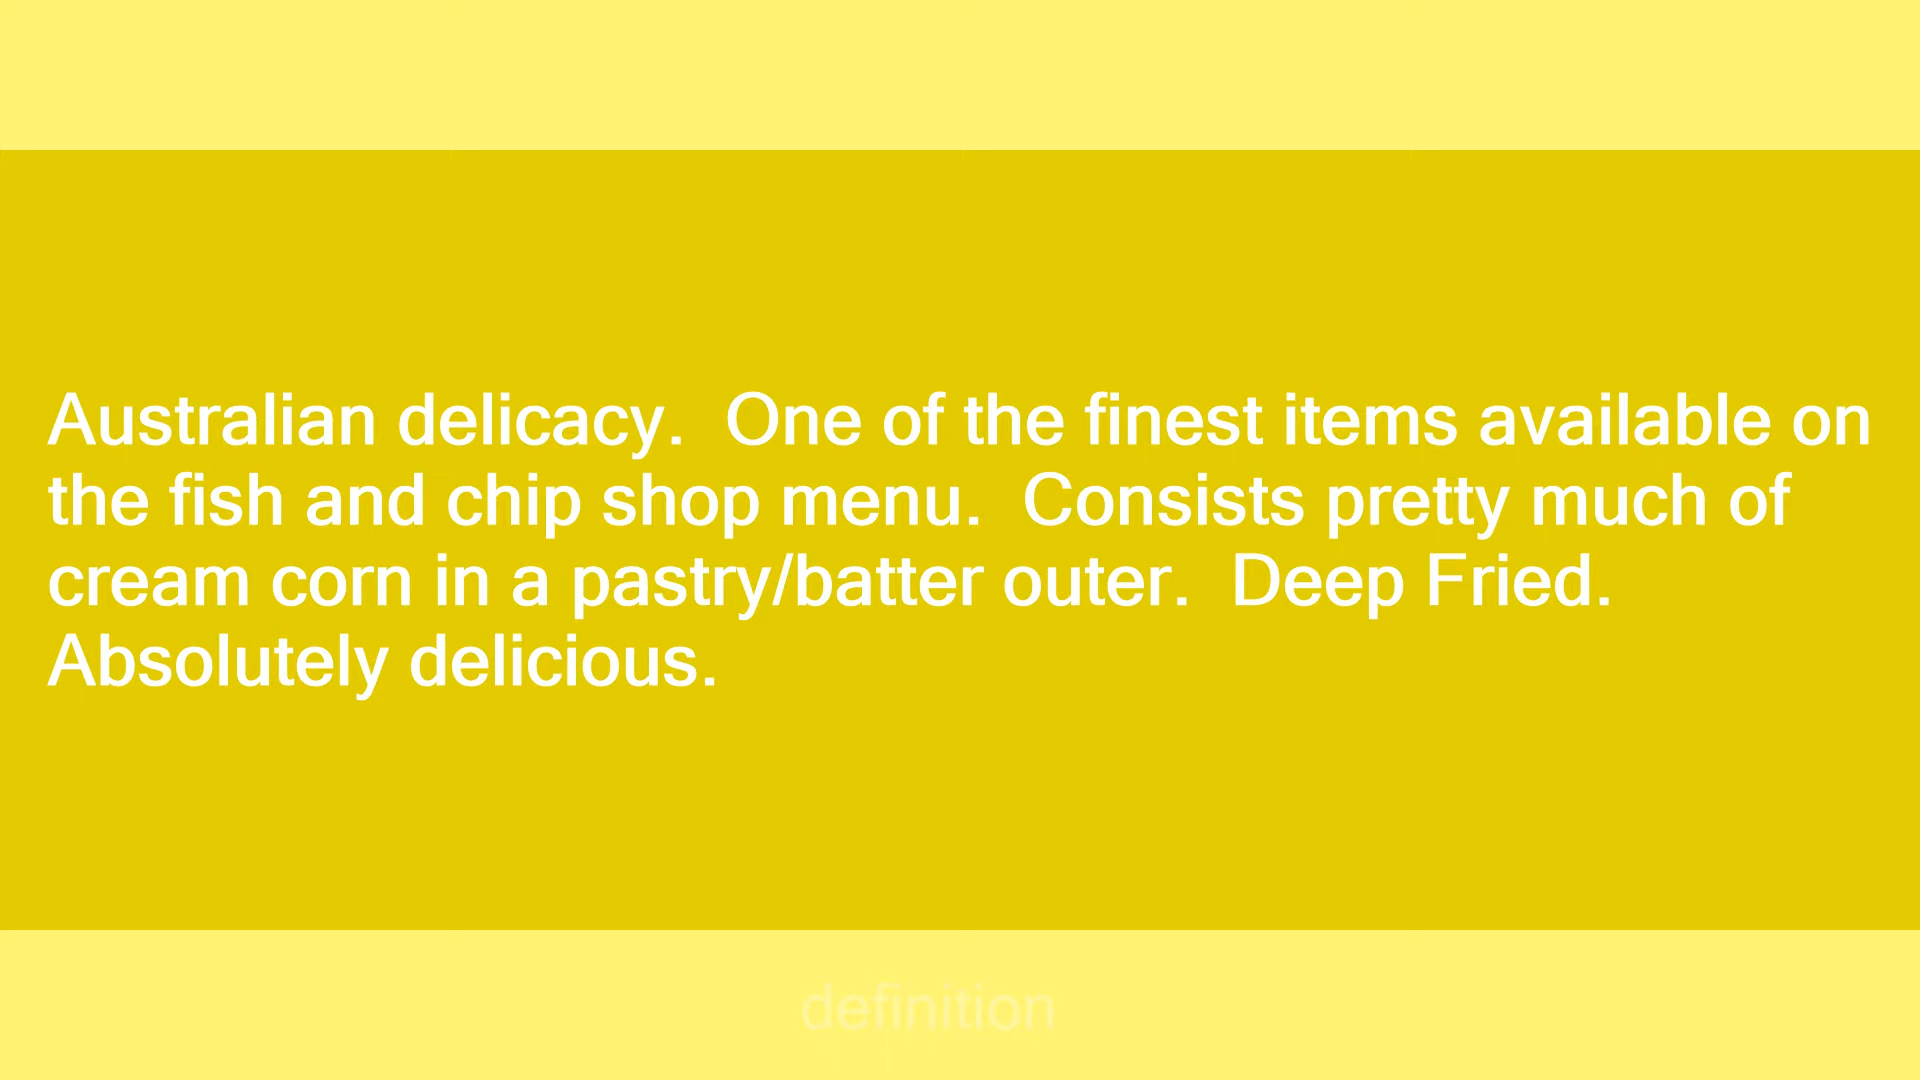 Australian delicacy.  One of the finest items available on
the fish and chip shop menu.  Consists pretty much of
cream corn in a pastry/batter outer.  Deep Fried.
Absolutely delicious.
definition